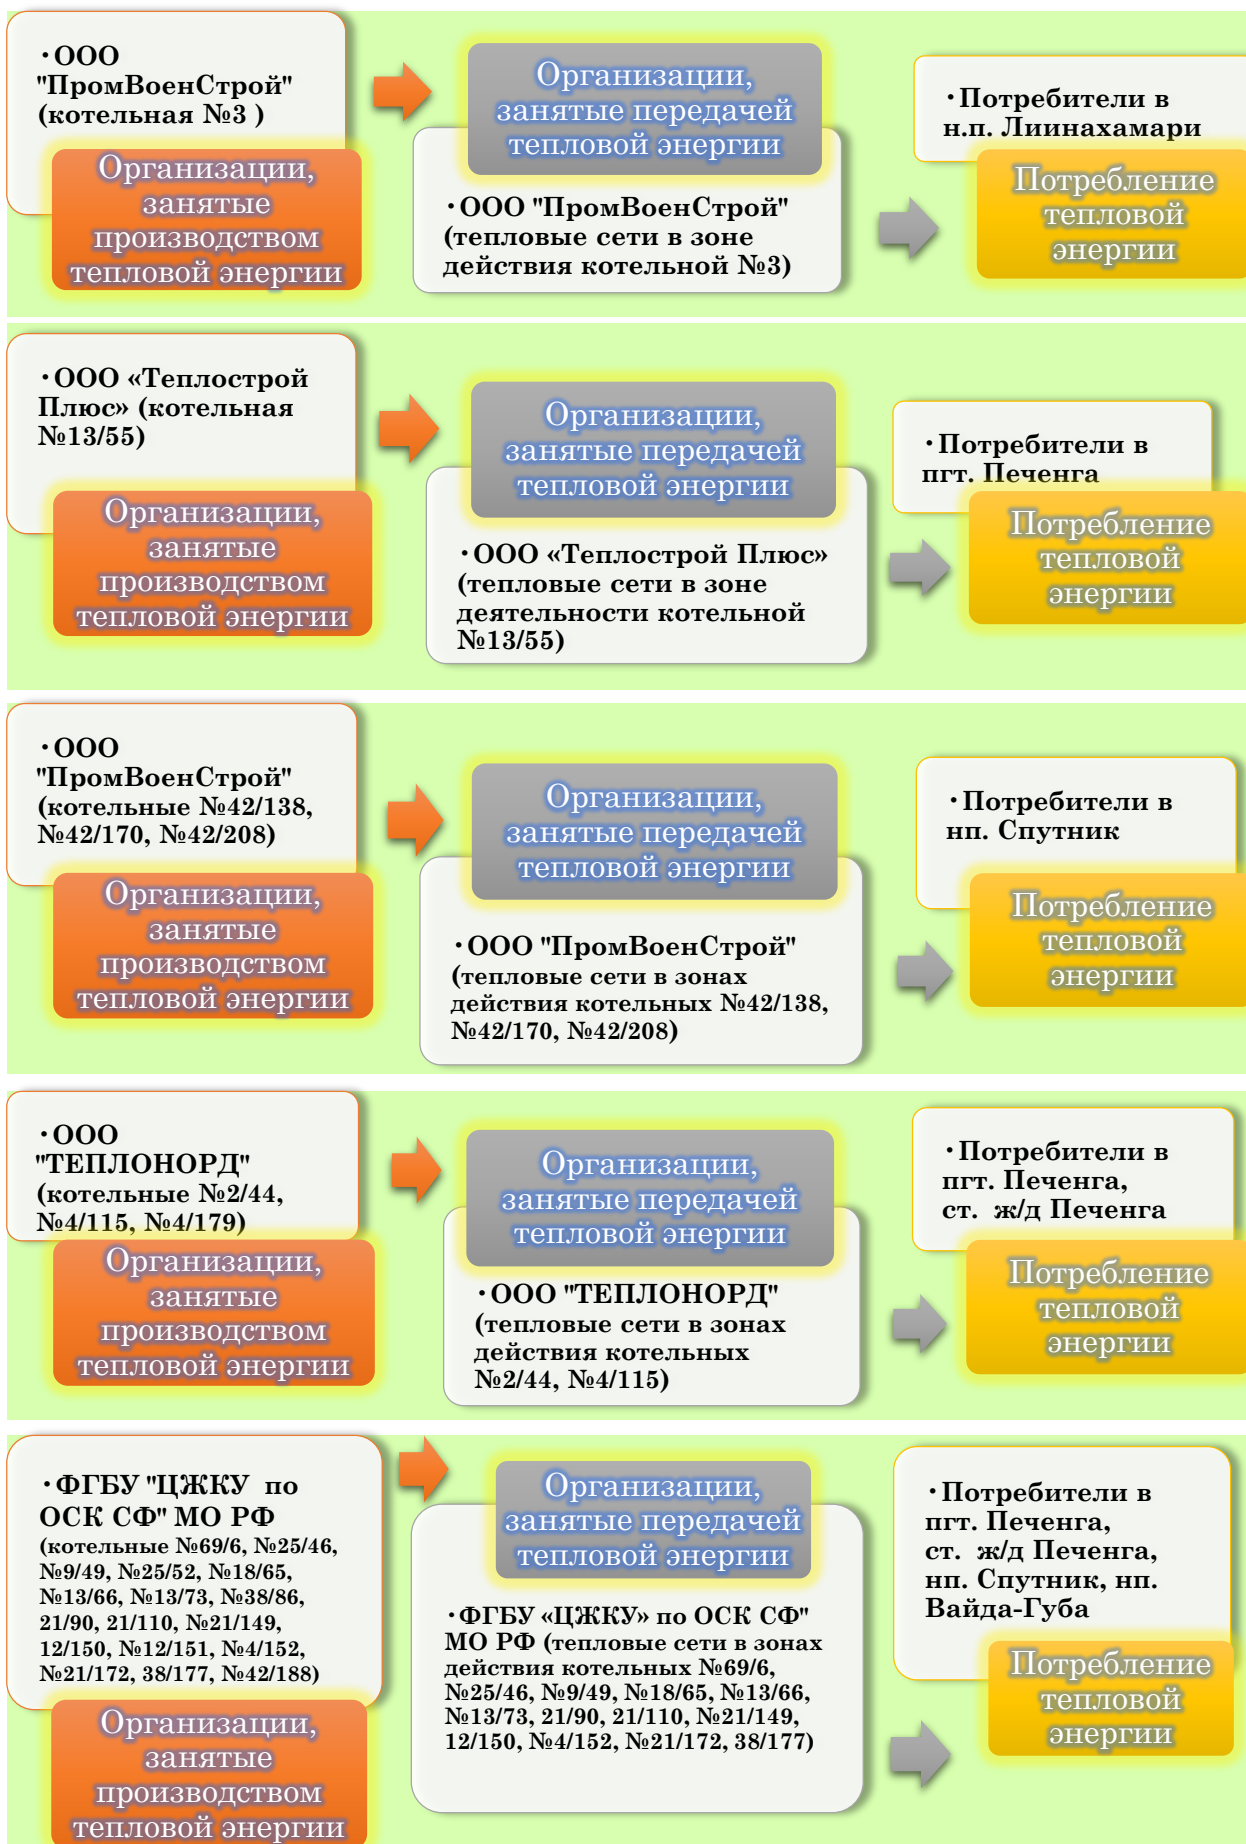 ·ООО
"ПромВоенСтрой"
(котельная №3 )
Организации,
занятые
производством
тепловой энергии
Организации,
занятые передачей
тепловой энергии
·ООО "ПромВоенСтрой"
(тепловые сети в зоне
действия котельной №3)
·Потребители в
н.п. Лиинахамари
Потребление
тепловой
энергии
·ООО «Теплострой
Плюс» (котельная
№13/55)
Организации,
занятые
производством
тепловой энергии
Организации,
занятые передачей
тепловой энергии
·ООО «Теплострой Плюс»
(тепловые сети в зоне
деятельности котельной
№13/55)
·Потребители в
пгт. Печенга
Потребление
тепловой
энергии
·ООО
"ПромВоенСтрой"
(котельные №42/138,
№42/170, №42/208)
Организации,
занятые
производством
тепловой энергии
Организации,
занятые передачей
тепловой энергии
·ООО "ПромВоенСтрой"
(тепловые сети в зонах
действия котельных №42/138,
№42/170, №42/208)
·Потребители в
нп. Спутник
Потребление
тепловой
энергии
·ООО
"ТЕПЛОНОРД"
(котельные №2/44,
№4/115, №4/179)
Организации,
занятые
производством
тепловой энергии
Организации,
занятые передачей
тепловой энергии
·ООО "ТЕПЛОНОРД"
(тепловые сети в зонах
действия котельных
№2/44, №4/115)
·Потребители в
пгт. Печенга,
ст. ж/д Печенга
Потребление
тепловой
энергии
·ФГБУ "ЦЖКУ по
ОСК СФ" МО РФ
(котельные №69/6, №25/46,
№9/49, №25/52, №18/65,
№13/66, №13/73, №38/86,
21/90, 21/110, №21/149,
12/150, №12/151, №4/152,
№21/172, 38/177, №42/188)
Организации,
занятые
производством
тепловой энергии
Организации,
занятые передачей
тепловой энергии
·ФГБУ «ЦЖКУ» по ОСК СФ"
МО РФ (тепловые сети в зонах
действия котельных №69/6,
№25/46, №9/49, №18/65, №13/66,
№13/73, 21/90, 21/110, №21/149,
12/150, №4/152, №21/172, 38/177)
·Потребители в
пгт. Печенга,
ст. ж/д Печенга,
нп. Спутник, нп.
Вайда-Губа
Потребление
тепловой
энергии